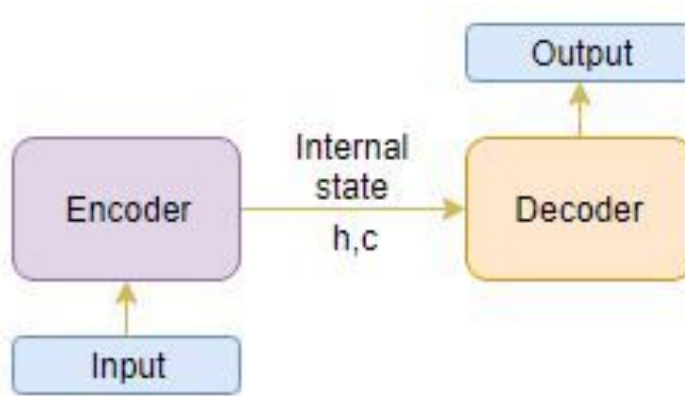 Output
Internal
state
Encoder
Decoder
h,c
Input